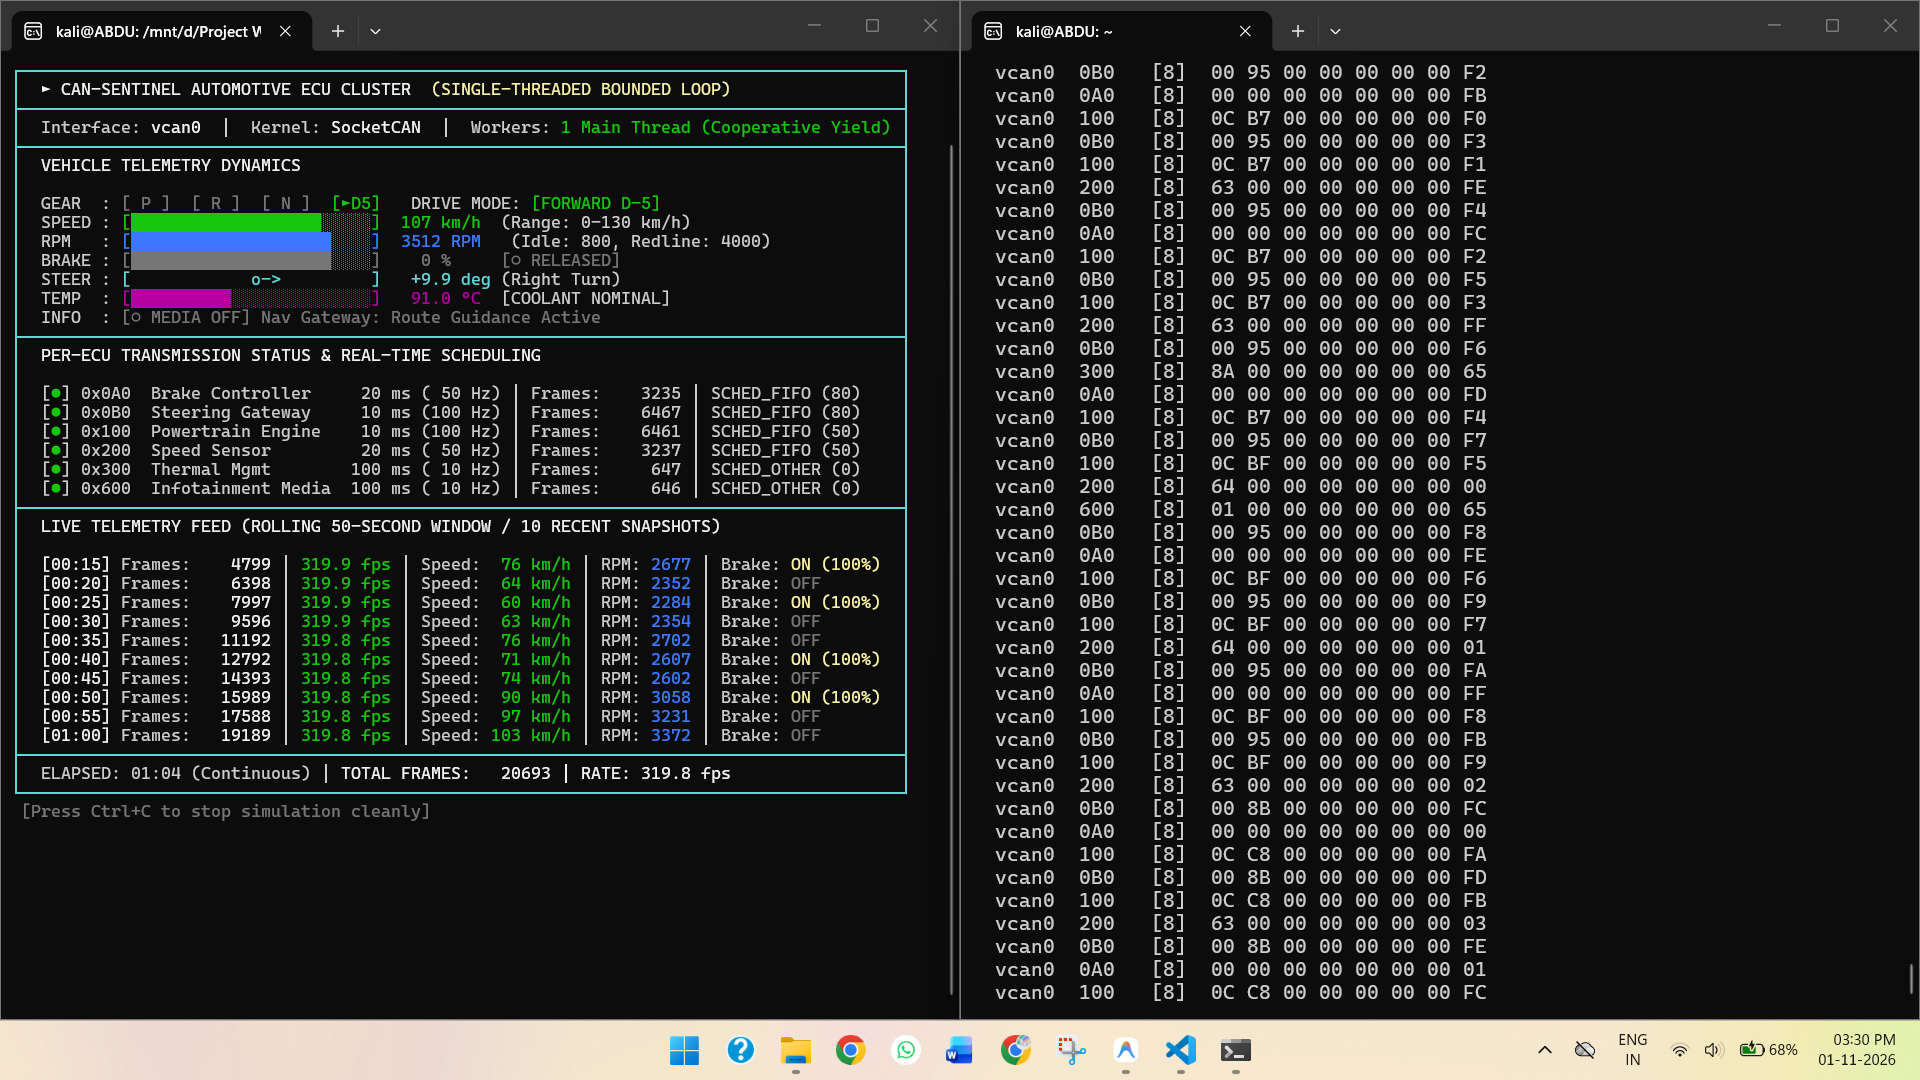 kali@ABDU: /mnt/d/Project W
► CAN-SENTINEL AUTOMOTIVE ECU CLUSTER (SINGLE-THREADED BOUNDED LOOP)
Interface: vcan0 | Kernel: SocketCAN | Workers: 1 Main Thread (Cooperative Yield)
VEHICLE TELEMETRY DYNAMICS
GEAR : [ P ] [ R ] [ N ] [►D5] DRIVE MODE: [FORWARD D-5]
SPEED : [ ] 107 km/h (Range: 0-130 km/h)
RPM : [ ] 3512 RPM (Idle: 800, Redline: 4000)
BRAKE : [ ] 0 % [○ RELEASED]
STEER : [ o-> ] +9.9 deg (Right Turn)
TEMP : [ ] 91.0 °C [COOLANT NOMINAL]
INFO : [○ MEDIA OFF] Nav Gateway: Route Guidance Active
PER-ECU TRANSMISSION STATUS & REAL-TIME SCHEDULING
[●] 0x0A0 Brake Controller 20 ms ( 50 Hz) | Frames: 3235 | SCHED_FIFO (80)
[●] 0x0B0 Steering Gateway 10 ms (100 Hz) | Frames: 6467 | SCHED_FIFO (80)
[●] 0x100 Powertrain Engine 10 ms (100 Hz) | Frames: 6461 | SCHED_FIFO (50)
[●] 0x200 Speed Sensor 20 ms ( 50 Hz) | Frames: 3237 | SCHED_FIFO (50)
[●] 0x300 Thermal Mgmt 100 ms ( 10 Hz) | Frames: 647 | SCHED_OTHER (0)
[●] 0x600 Infotainment Media 100 ms ( 10 Hz) | Frames: 646 | SCHED_OTHER (0)
LIVE TELEMETRY FEED (ROLLING 50-SECOND WINDOW / 10 RECENT SNAPSHOTS)
[00:15] Frames: 4799 | 319.9 fps | Speed: 76 km/h | RPM: 2677 | Brake: ON (100%)
[00:20] Frames: 6398 | 319.9 fps | Speed: 64 km/h | RPM: 2352 | Brake: OFF
[00:25] Frames: 7997 | 319.9 fps | Speed: 60 km/h | RPM: 2284 | Brake: ON (100%)
[00:30] Frames: 9596 | 319.9 fps | Speed: 63 km/h | RPM: 2354 | Brake: OFF
[00:35] Frames: 11192 | 319.8 fps | Speed: 76 km/h | RPM: 2702 | Brake: OFF
[00:40] Frames: 12792 | 319.8 fps | Speed: 71 km/h | RPM: 2607 | Brake: ON (100%)
[00:45] Frames: 14393 | 319.8 fps | Speed: 74 km/h | RPM: 2602 | Brake: OFF
[00:50] Frames: 15989 | 319.8 fps | Speed: 90 km/h | RPM: 3058 | Brake: ON (100%)
[00:55] Frames: 17588 | 319.8 fps | Speed: 97 km/h | RPM: 3231 | Brake: OFF
[01:00] Frames: 19189 | 319.8 fps | Speed: 103 km/h | RPM: 3372 | Brake: OFF
ELAPSED: 01:04 (Continuous) | TOTAL FRAMES: 20693 | RATE: 319.8 fps
[Press Ctrl+C to stop simulation cleanly]
kali@ABDU: ~
vcan0 0B0 [8] 00 95 00 00 00 00 00 F2
vcan0 0A0 [8] 00 00 00 00 00 00 00 FB
vcan0 100 [8] 0C B7 00 00 00 00 00 F0
vcan0 0B0 [8] 00 95 00 00 00 00 00 F3
vcan0 100 [8] 0C B7 00 00 00 00 00 F1
vcan0 200 [8] 63 00 00 00 00 00 00 FE
vcan0 0B0 [8] 00 95 00 00 00 00 00 F4
vcan0 0A0 [8] 00 00 00 00 00 00 00 FC
vcan0 100 [8] 0C B7 00 00 00 00 00 F2
vcan0 0B0 [8] 00 95 00 00 00 00 00 F5
vcan0 100 [8] 0C B7 00 00 00 00 00 F3
vcan0 200 [8] 63 00 00 00 00 00 00 FF
vcan0 0B0 [8] 00 95 00 00 00 00 00 F6
vcan0 300 [8] 8A 00 00 00 00 00 00 65
vcan0 0A0 [8] 00 00 00 00 00 00 00 FD
vcan0 100 [8] 0C B7 00 00 00 00 00 F4
vcan0 0B0 [8] 00 95 00 00 00 00 00 F7
vcan0 100 [8] 0C BF 00 00 00 00 00 F5
vcan0 200 [8] 64 00 00 00 00 00 00 00
vcan0 600 [8] 01 00 00 00 00 00 00 65
vcan0 0B0 [8] 00 95 00 00 00 00 00 F8
vcan0 0A0 [8] 00 00 00 00 00 00 00 FE
vcan0 100 [8] 0C BF 00 00 00 00 00 F6
vcan0 0B0 [8] 00 95 00 00 00 00 00 F9
vcan0 100 [8] 0C BF 00 00 00 00 00 F7
vcan0 200 [8] 64 00 00 00 00 00 00 01
vcan0 0B0 [8] 00 95 00 00 00 00 00 FA
vcan0 0A0 [8] 00 00 00 00 00 00 00 FF
vcan0 100 [8] 0C BF 00 00 00 00 00 F8
vcan0 0B0 [8] 00 95 00 00 00 00 00 FB
vcan0 100 [8] 0C BF 00 00 00 00 00 F9
vcan0 200 [8] 63 00 00 00 00 00 00 02
vcan0 0B0 [8] 00 8B 00 00 00 00 00 FC
vcan0 0A0 [8] 00 00 00 00 00 00 00 00
vcan0 100 [8] 0C C8 00 00 00 00 00 FA
vcan0 0B0 [8] 00 8B 00 00 00 00 00 FD
vcan0 100 [8] 0C C8 00 00 00 00 00 FB
vcan0 200 [8] 63 00 00 00 00 00 00 03
vcan0 0B0 [8] 00 8B 00 00 00 00 00 FE
vcan0 0A0 [8] 00 00 00 00 00 00 00 01
vcan0 100 [8] 0C C8 00 00 00 00 00 FC
ENG
IN
68%
03:30 PM
01-11-2026